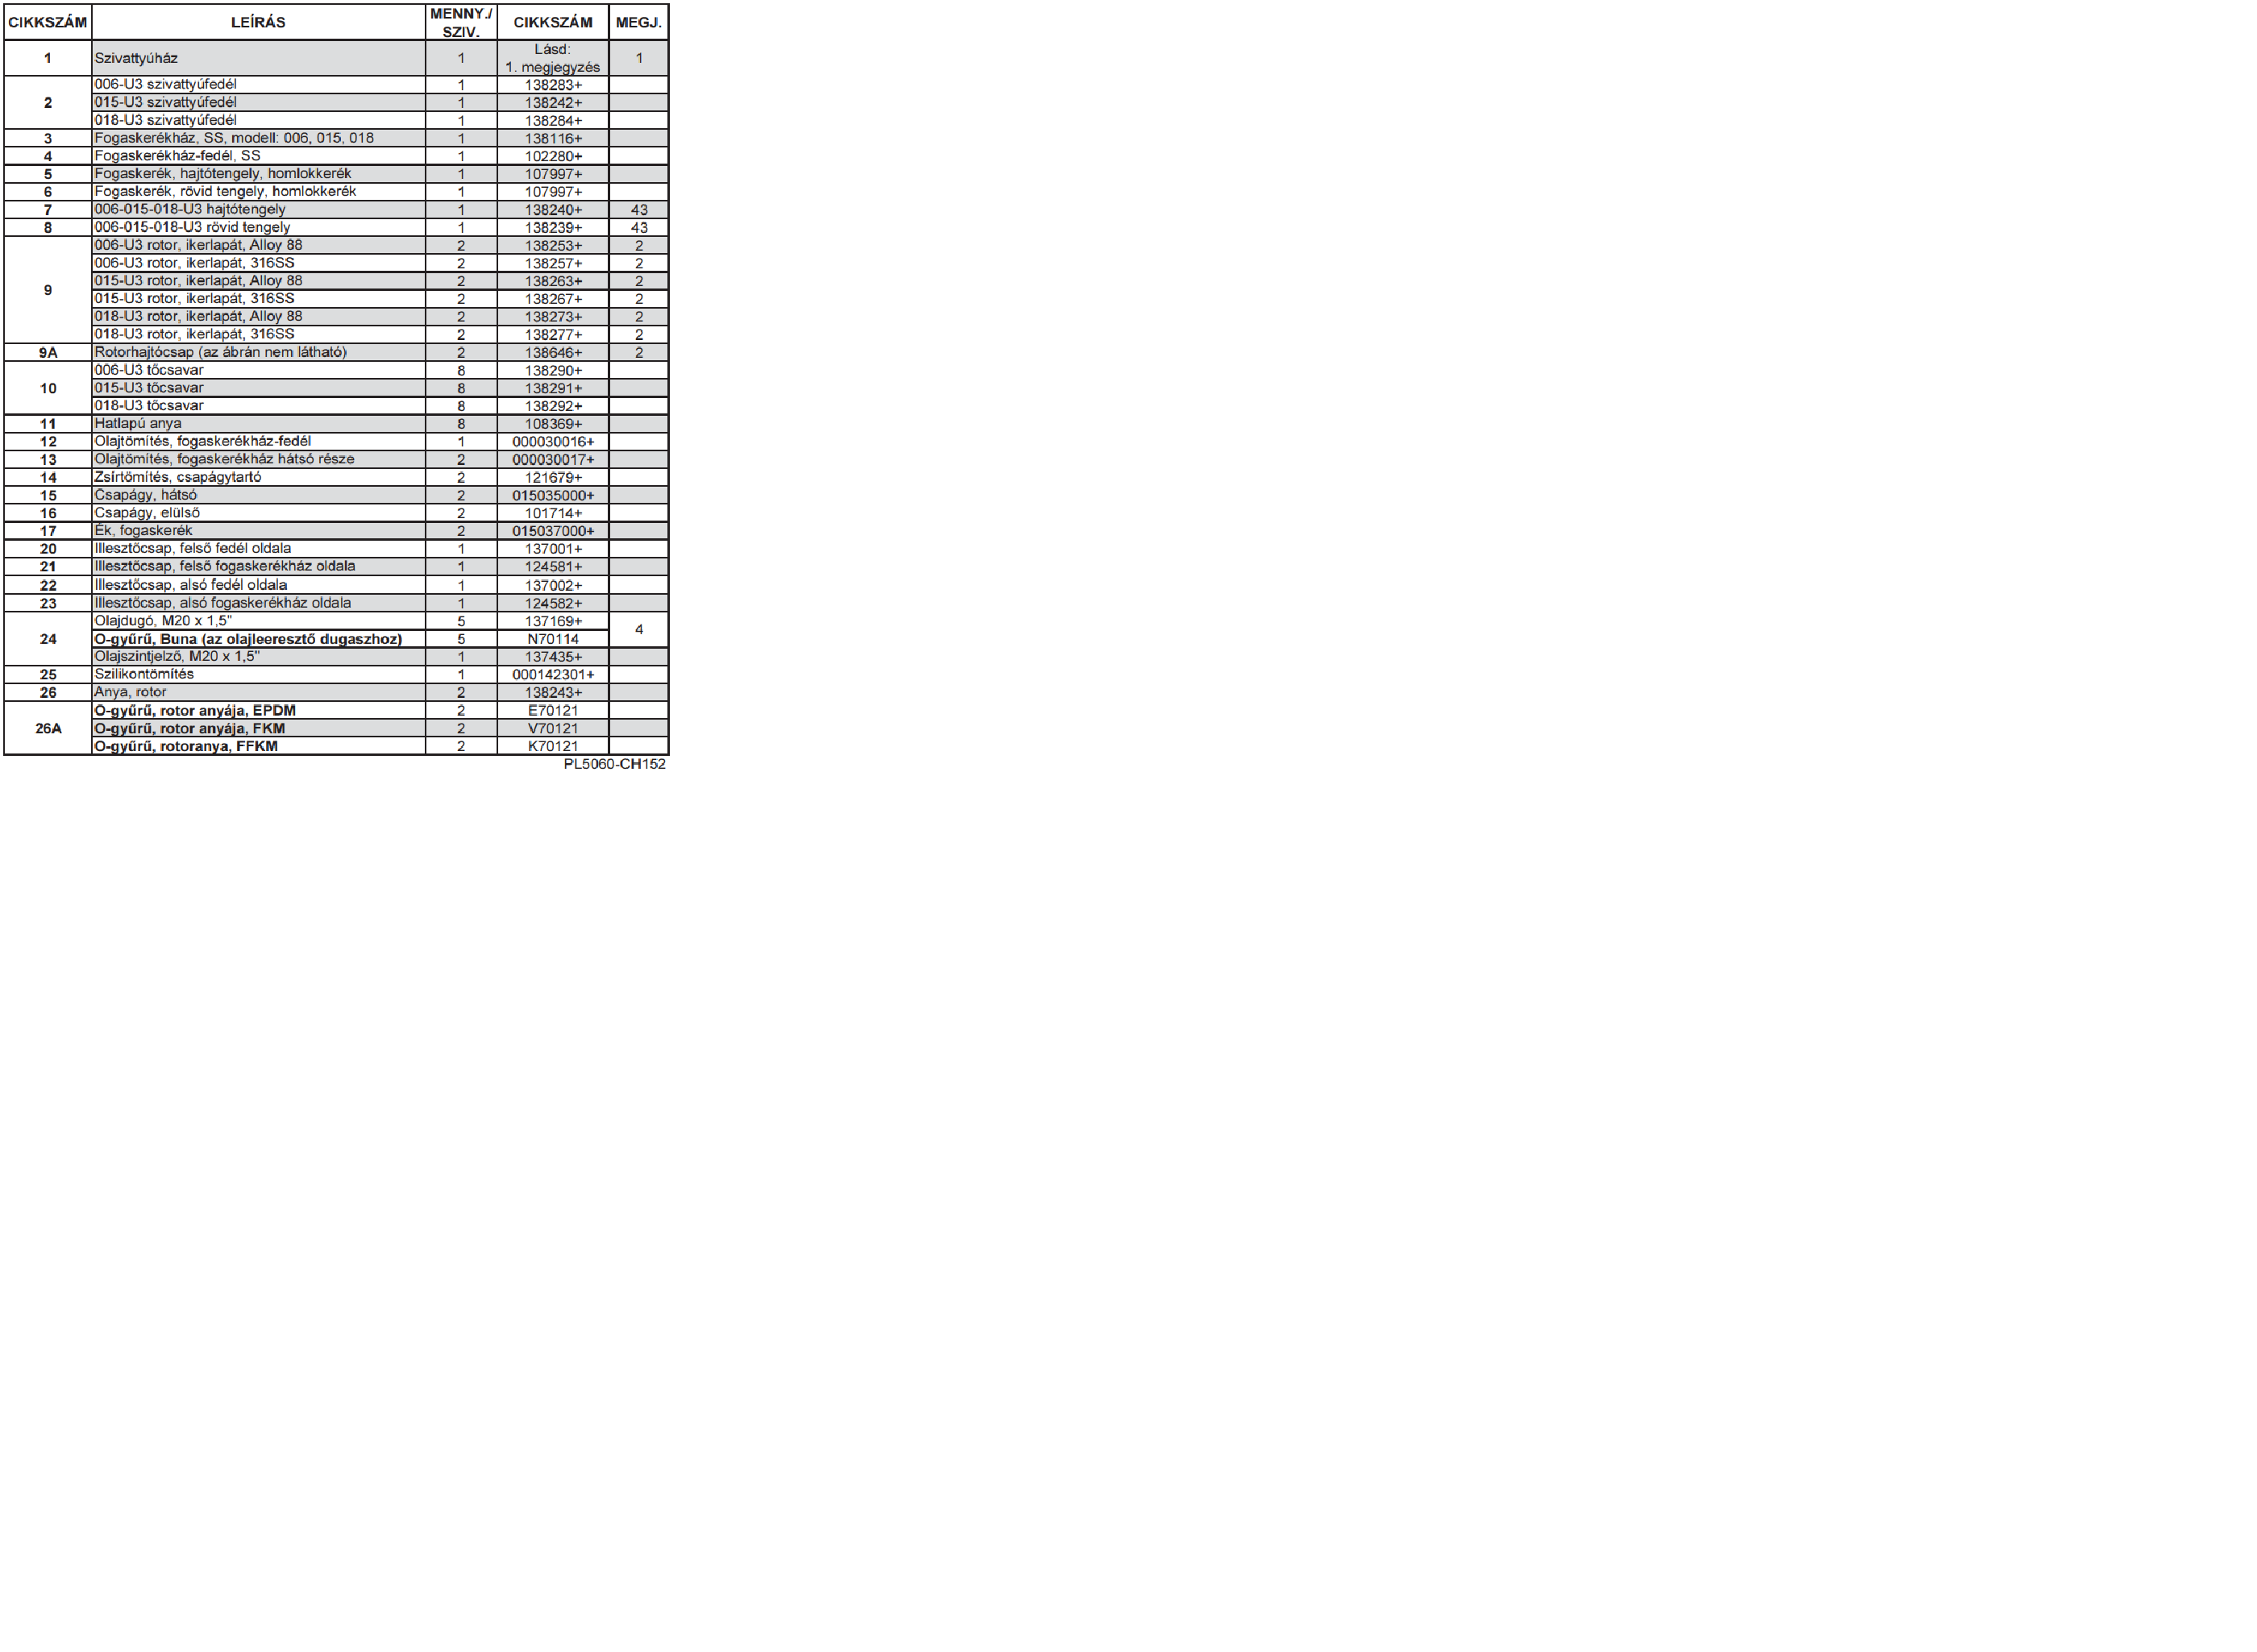 CIKKSZÁM LEÍRÁS MENNY./ SZIV. CIKKSZÁM MEGJ.
1 Szivattyúház 1 Lásd: 1. megjegyzés 1
2 006-U3 szivattyúfedél 1 138283+
015-U3 szivattyúfedél 1 138242+
018-U3 szivattyúfedél 1 138284+
3 Fogaskerékház, SS, modell: 006, 015, 018 1 138116+
4 Fogaskerékház-fedél, SS 1 102280+
5 Fogaskerék, hajtótengely, homlokkerék 1 107997+
6 Fogaskerék, rövid tengely, homlokkerék 1 107997+
7 006-015-018-U3 hajtótengely 1 138240+ 43
8 006-015-018-U3 rövid tengely 1 138239+ 43
9 006-U3 rotor, ikerlapát, Alloy 88 2 138253+ 2
006-U3 rotor, ikerlapát, 316SS 2 138257+ 2
015-U3 rotor, ikerlapát, Alloy 88 2 138263+ 2
015-U3 rotor, ikerlapát, 316SS 2 138267+ 2
018-U3 rotor, ikerlapát, Alloy 88 2 138273+ 2
018-U3 rotor, ikerlapát, 316SS 2 138277+ 2
9A Rotorhajtócsap (az ábrán nem látható) 2 138646+ 2
10 006-U3 tőcsavar 8 138290+
015-U3 tőcsavar 8 138291+
018-U3 tőcsavar 8 138292+
11 Hatlapú anya 8 108369+
12 Olajtömítés, fogaskerékház-fedél 1 000030016+
13 Olajtömítés, fogaskerékház hátsó része 2 000030017+
14 Zsírtömítés, csapágytartó 2 121679+
15 Csapágy, hátsó 2 015035000+
16 Csapágy, elülső 2 101714+
17 Ék, fogaskerék 2 015037000+
20 Illesztőcsap, felső fedél oldala 1 137001+
21 Illesztőcsap, felső fogaskerékház oldala 1 124581+
22 Illesztőcsap, alsó fedél oldala 1 137002+
23 Illesztőcsap, alsó fogaskerékház oldala 1 124582+
24 Olajdugó, M20 x 1,5" 5 137169+ 4
O-gyűrű, Buna (az olajleeresztő dugaszhoz) 5 N70114
Olajszintjelző, M20 x 1,5" 1 137435+
25 Szilikontömítés 1 000142301+
26 Anya, rotor 2 138243+
26A O-gyűrű, rotor anyája, EPDM 2 E70121
O-gyűrű, rotor anyája, FKM 2 V70121
O-gyűrű, rotoranya, FFKM 2 K70121
PL5060-CH152